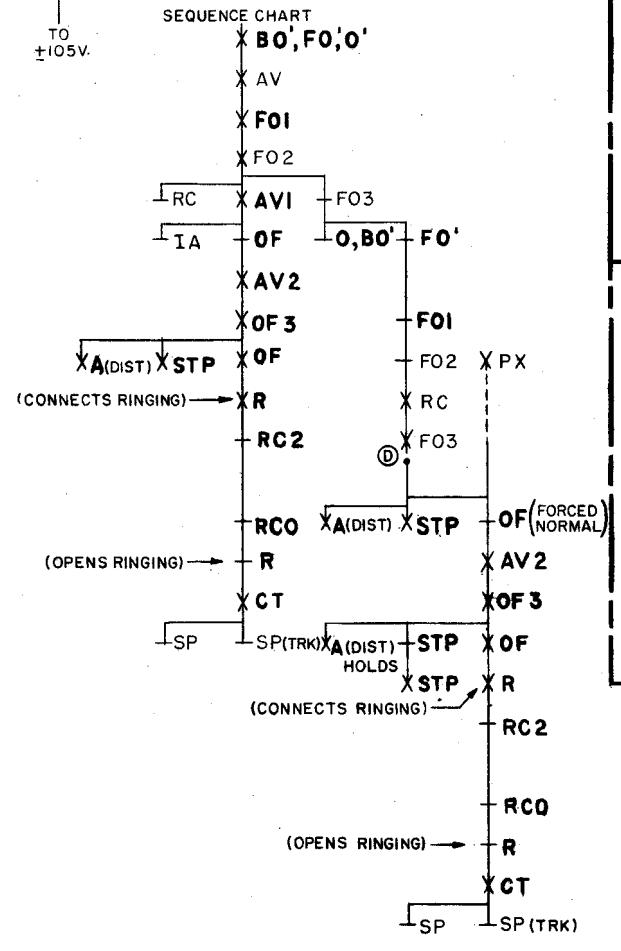 SEQUENCE CHART
TO
±105V.
BO',FO',O'
AV
FO1
FO2
RC
AV1
FO3
IA
OF
O,BO'
FO'
AV2
OF3
FO1
A(DIST)
STP
OF
FO2
PX
(CONNECTS RINGING)
R
RC
RC2
FO3
D
RCO
A(DIST)
STP
OF (FORCED NORMAL)
(OPENS RINGING)
R
AV2
CT
OF3
SP
SP(TRK)
A(DIST)
HOLDS
STP
OF
STP
R
(CONNECTS RINGING)
RC2
RCO
(OPENS RINGING)
R
CT
SP
SP(TRK)